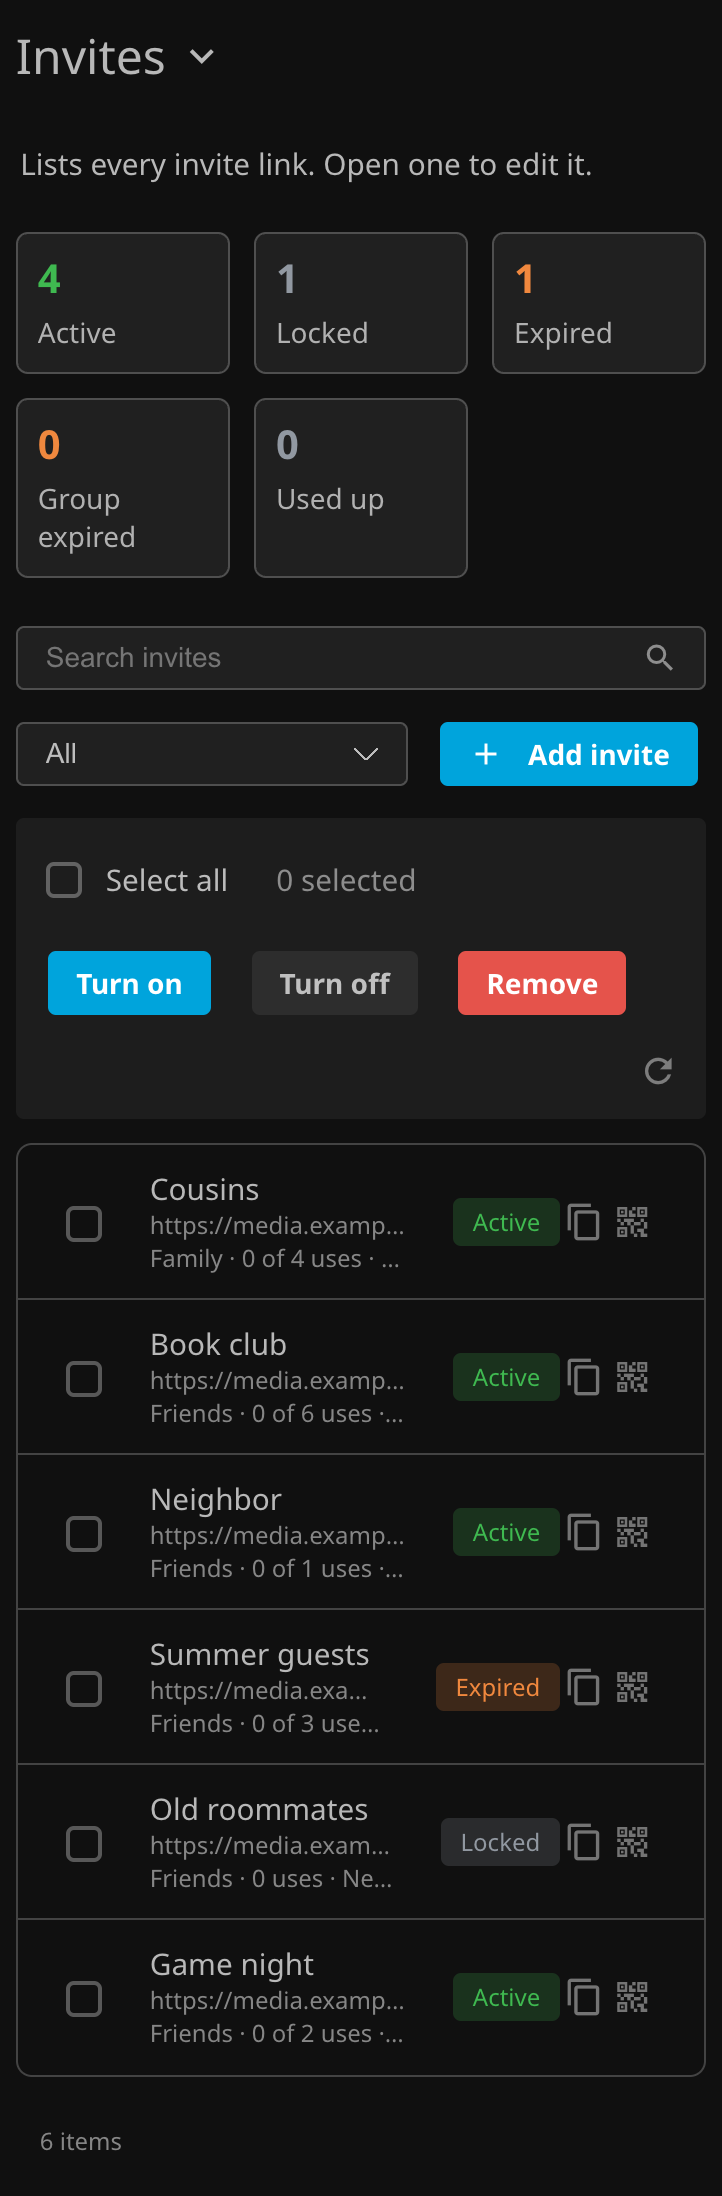 Invites
Lists every invite link. Open one to edit it.
4
Active
1
Locked
1
Expired
0
Group
expired
0
Used up
Search invites
All
Add invite
Select all
0 selected
Turn on
Turn off
Remove
Cousins
https://media.examp...
Family · 0 of 4 uses · ...
Active
Book club
https://media.examp...
Friends · 0 of 6 uses ·...
Active
Neighbor
https://media.examp...
Friends · 0 of 1 uses ·...
Active
Summer guests
https://media.exa...
Friends · 0 of 3 use...
Expired
Old roommates
https://media.exam...
Friends · 0 uses · Ne...
Locked
Game night
https://media.examp...
Friends · 0 of 2 uses ·...
Active
6 items